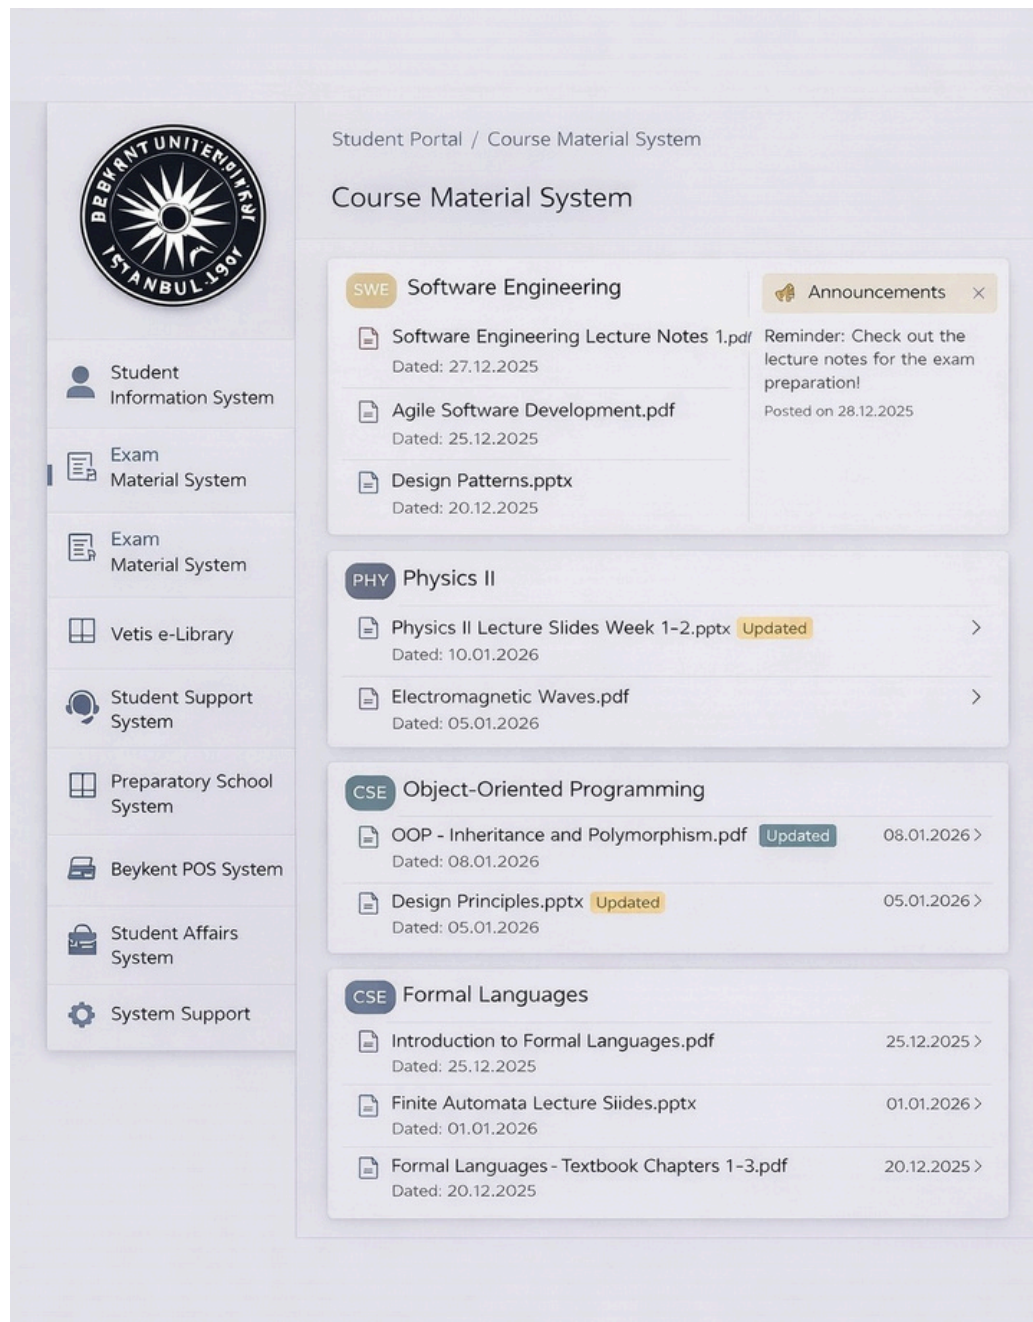 Student Portal / Course Material System
Course Material System
Student
Information System
Exam
Material System
Exam
Material System
Vetis e-Library
Student Support
System
Preparatory School
System
Beykent POS System
Student Affairs
System
System Support
SWE Software Engineering
Software Engineering Lecture Notes 1.pdf
Dated: 27.12.2025
Agile Software Development.pdf
Dated: 25.12.2025
Design Patterns.pptx
Dated: 20.12.2025
Announcements ×
Reminder: Check out the
lecture notes for the exam
preparation!
Posted on 28.12.2025
PHY Physics II
Physics II Lecture Slides Week 1-2.pptx Updated >
Dated: 10.01.2026
Electromagnetic Waves.pdf >
Dated: 05.01.2026
CSE Object-Oriented Programming
OOP - Inheritance and Polymorphism.pdf Updated 08.01.2026 >
Dated: 08.01.2026
Design Principles.pptx Updated 05.01.2026 >
Dated: 05.01.2026
CSE Formal Languages
Introduction to Formal Languages.pdf 25.12.2025 >
Dated: 25.12.2025
Finite Automata Lecture Siides.pptx 01.01.2026 >
Dated: 01.01.2026
Formal Languages - Textbook Chapters 1-3.pdf 20.12.2025 >
Dated: 20.12.2025